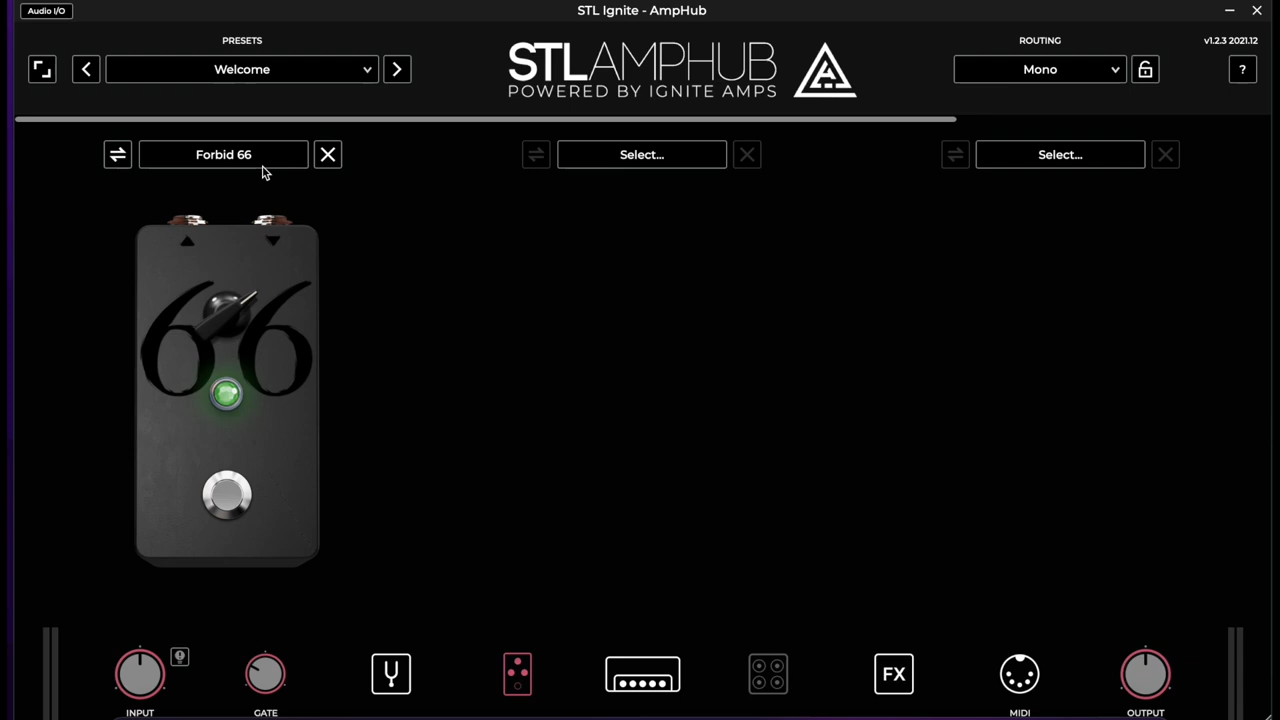 Audio I/O
STL Ignite - AmpHub
PRESETS
Welcome
STLAMPHUB
POWERED BY IGNITE AMPS
ROUTING
Mono
v1.2.3 2021.12
?
Forbid 66
Select...
Select...
66
FX
INPUT
GATE
MIDI
OUTPUT